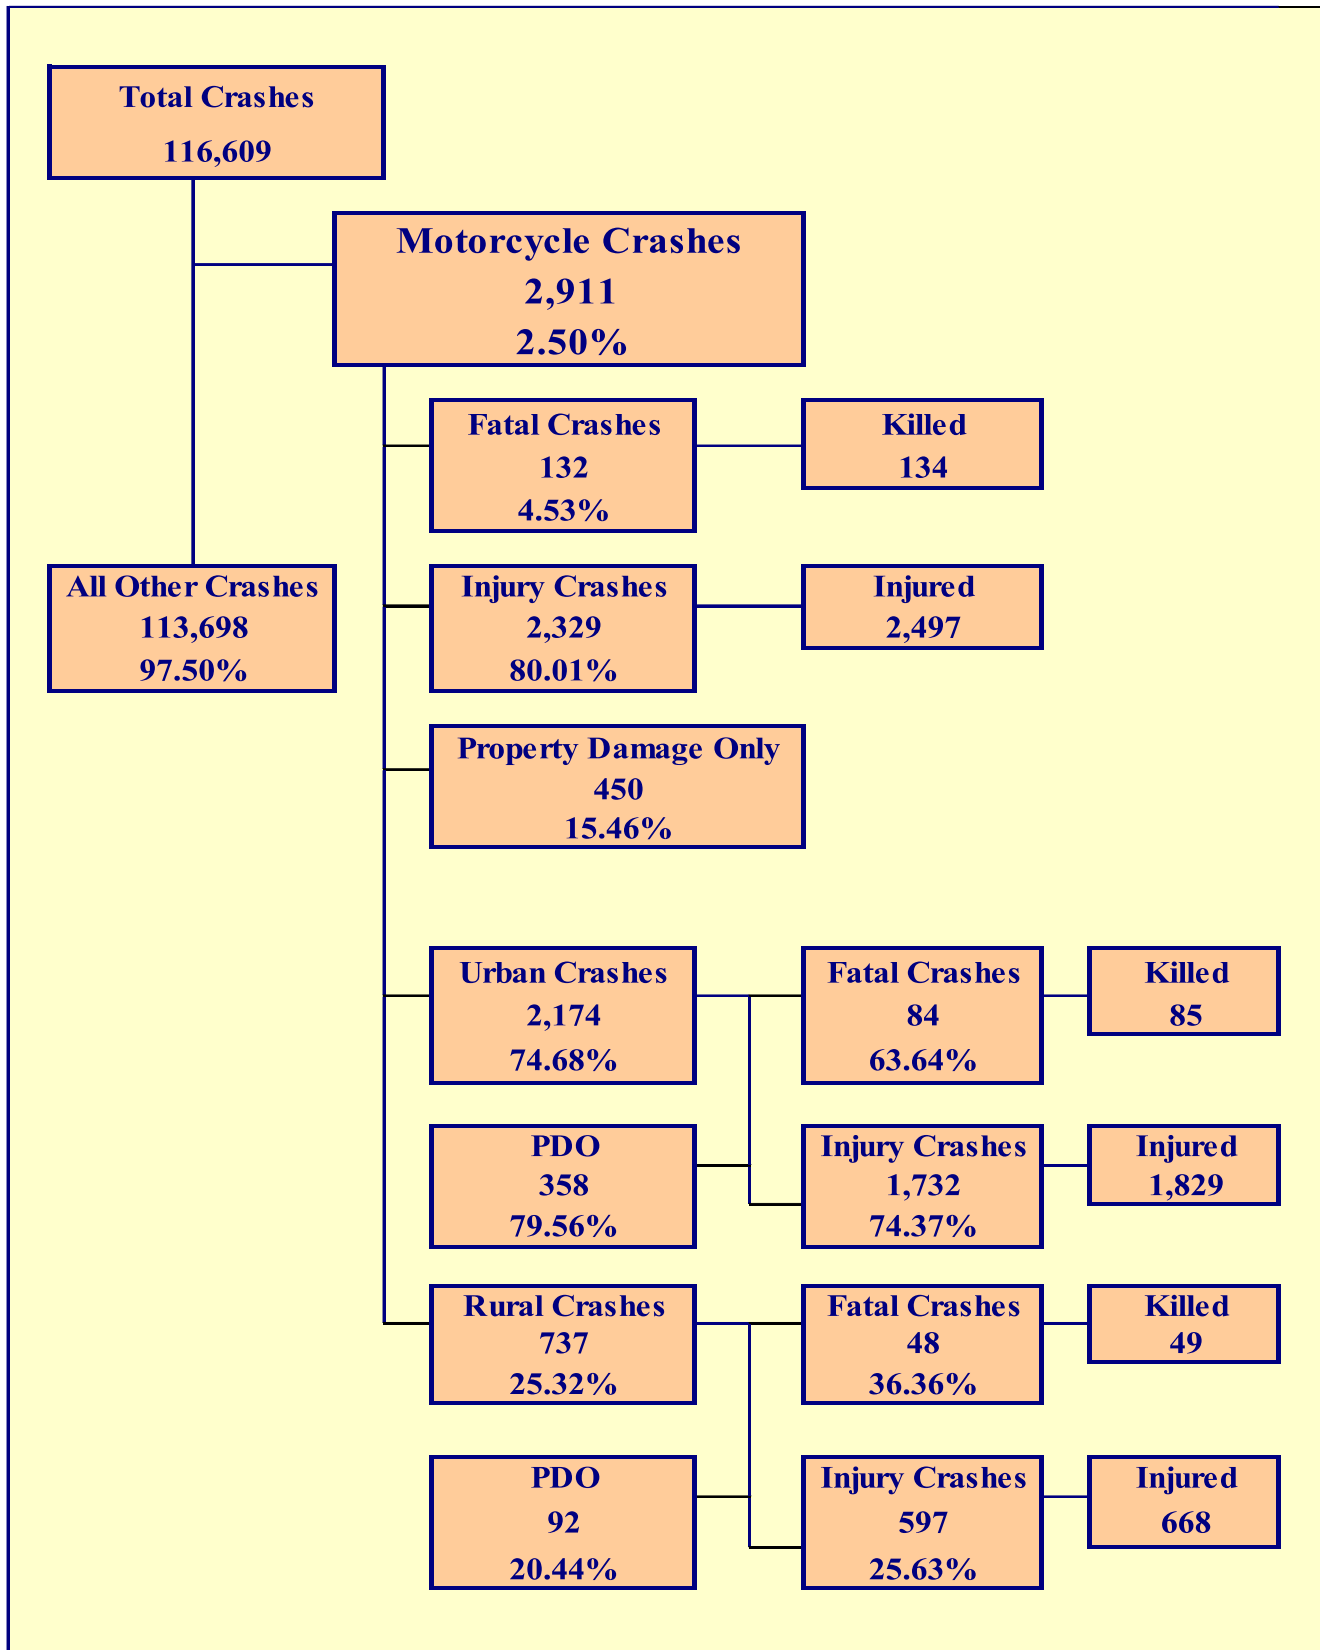 Total Crashes
116,609
Motorcycle Crashes
2,911
2.50%
Fatal Crashes
132
4.53%
Killed
134
All Other Crashes
113,698
97.50%
Injury Crashes
2,329
80.01%
Injured
2,497
Property Damage Only
450
15.46%
Urban Crashes
2,174
74.68%
Fatal Crashes
84
63.64%
Killed
85
PDO
358
79.56%
Injury Crashes
1,732
74.37%
Injured
1,829
Rural Crashes
737
25.32%
Fatal Crashes
48
36.36%
Killed
49
PDO
92
20.44%
Injury Crashes
597
25.63%
Injured
668